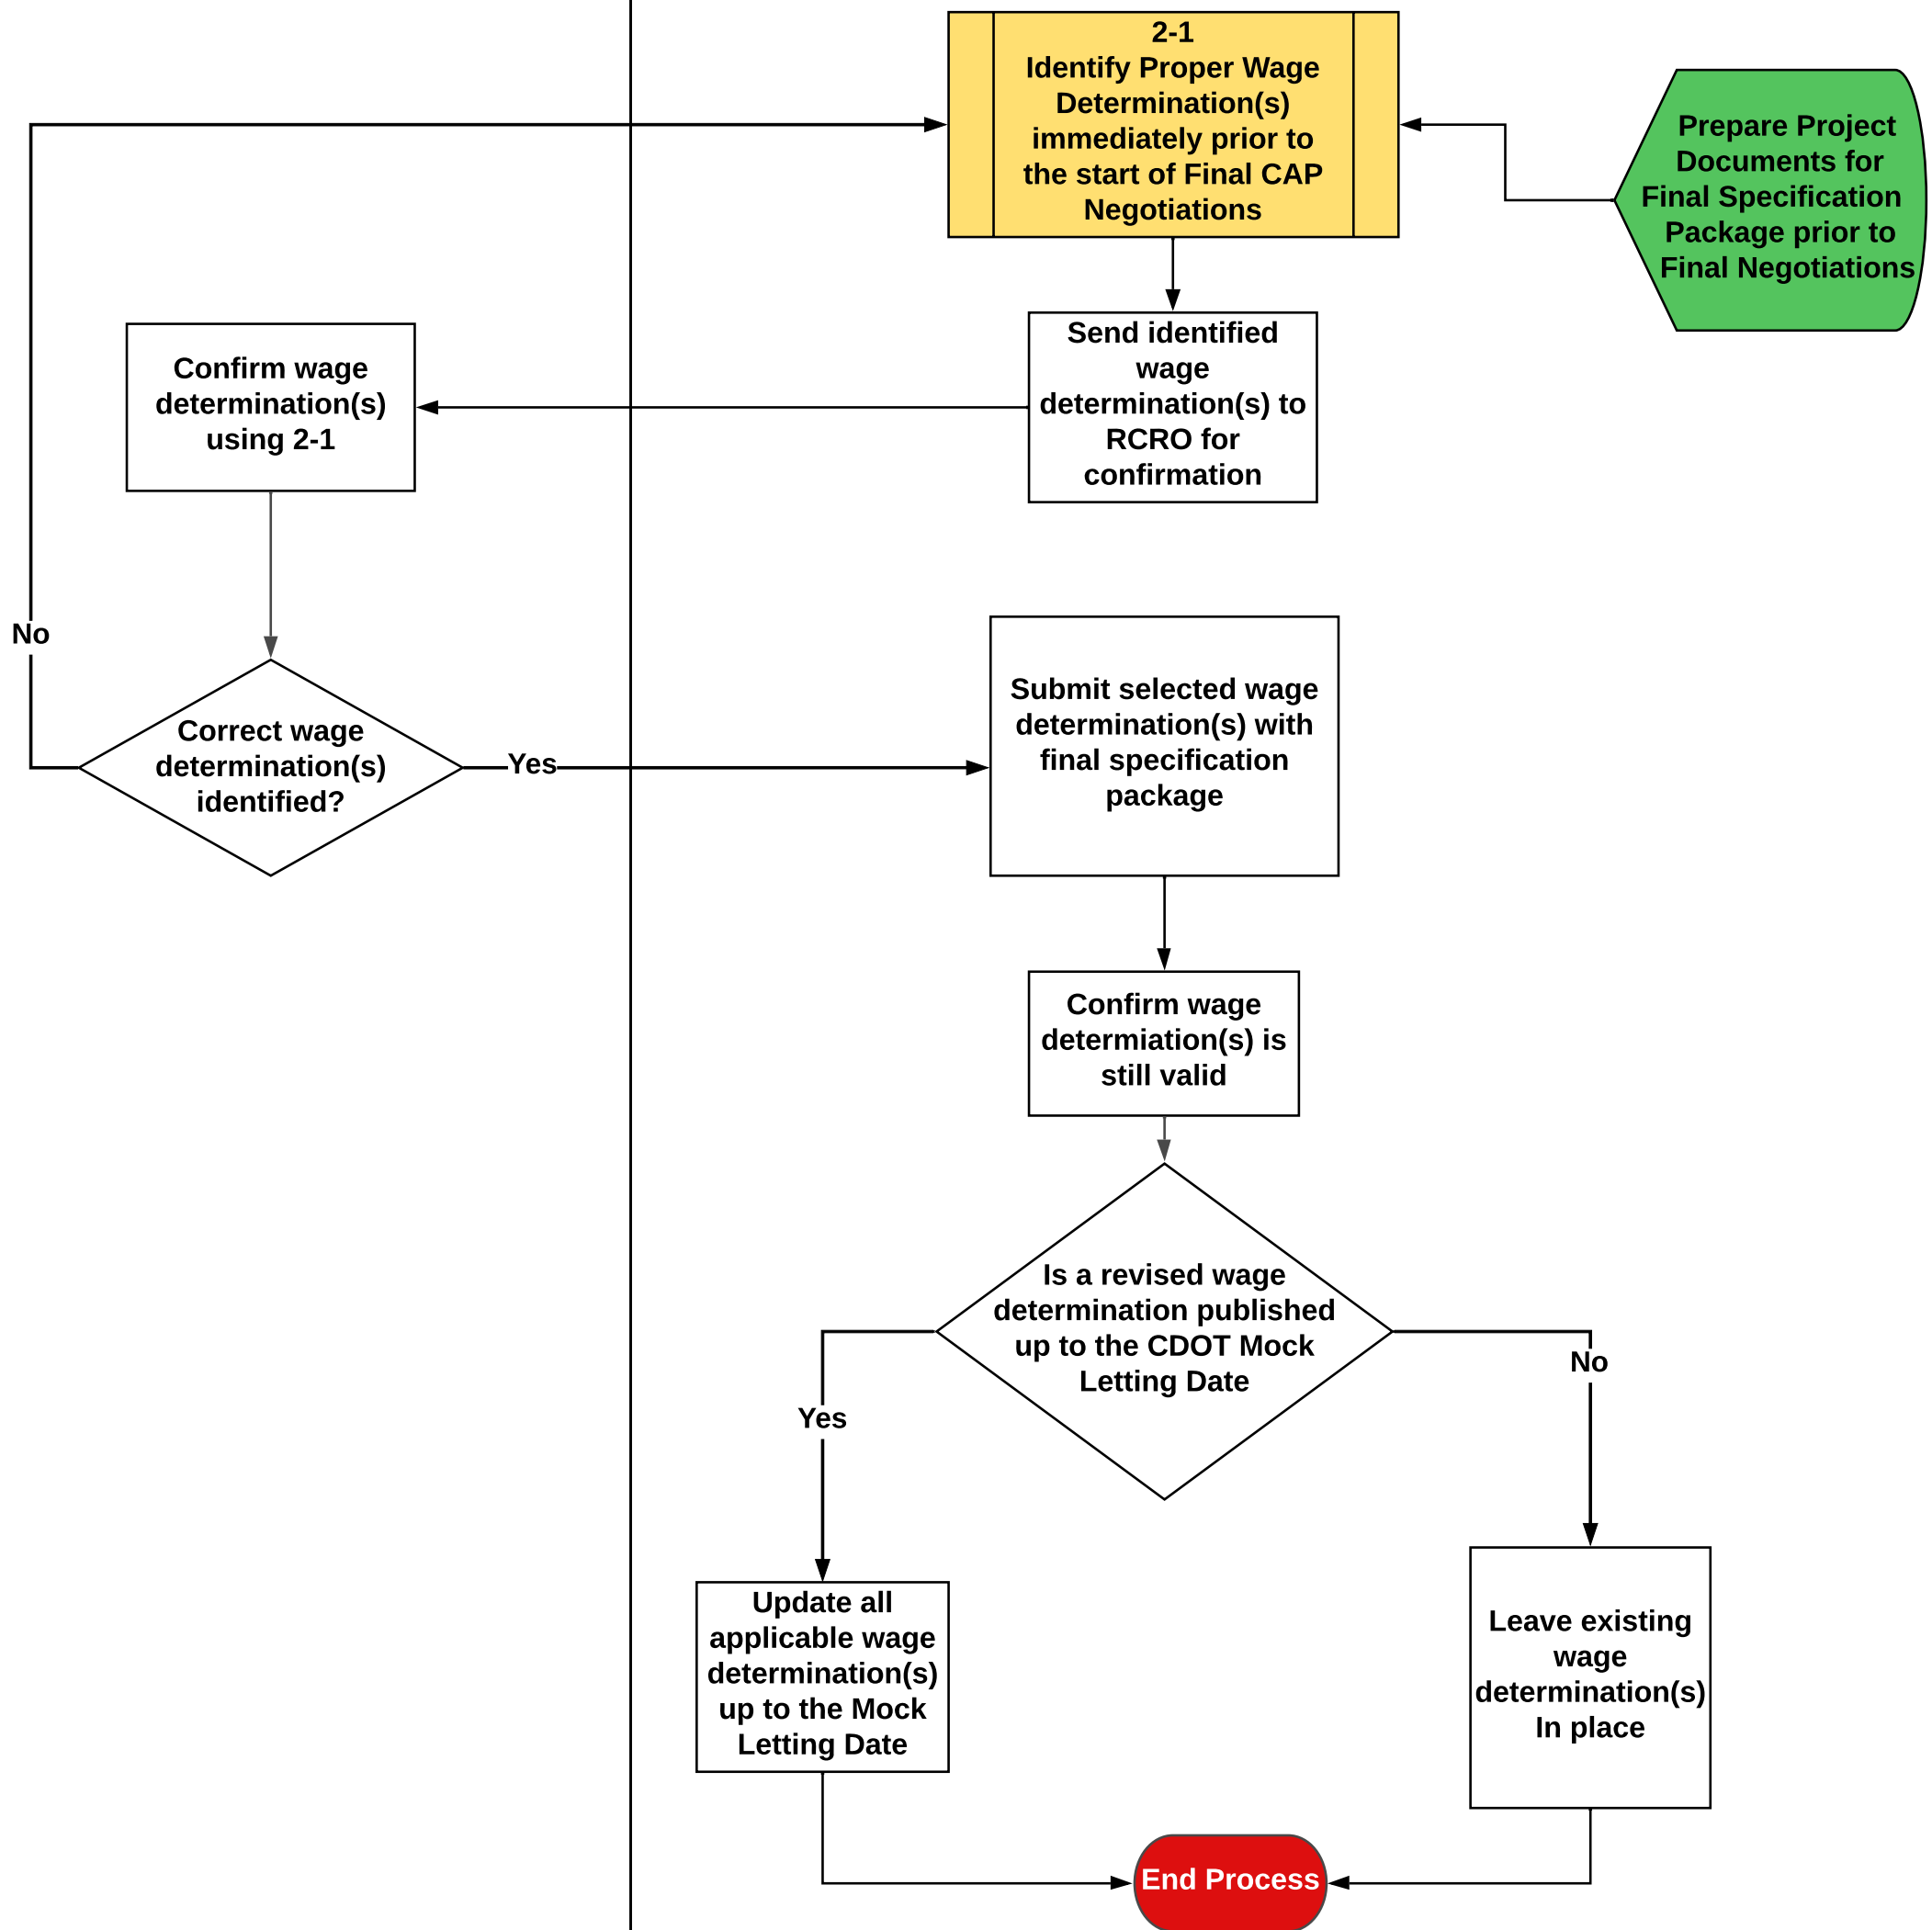 2-1
Identify Proper Wage
Determination(s)
immediately prior to
the start of Final CAP
Negotiations
Prepare Project
Documents for
Final Specification
Package prior to
Final Negotiations
Send identified
wage
determination(s) to
RCRO for
confirmation
Confirm wage
determination(s)
using 2-1
No
Correct wage
determination(s)
identified?
Yes
Submit selected wage
determination(s) with
final specification
package
Confirm wage
determiation(s) is
still valid
Is a revised wage
determination published
up to the CDOT Mock
Letting Date
Yes
No
Update all
applicable wage
determination(s)
up to the Mock
Letting Date
Leave existing
wage
determination(s)
In place
End Process